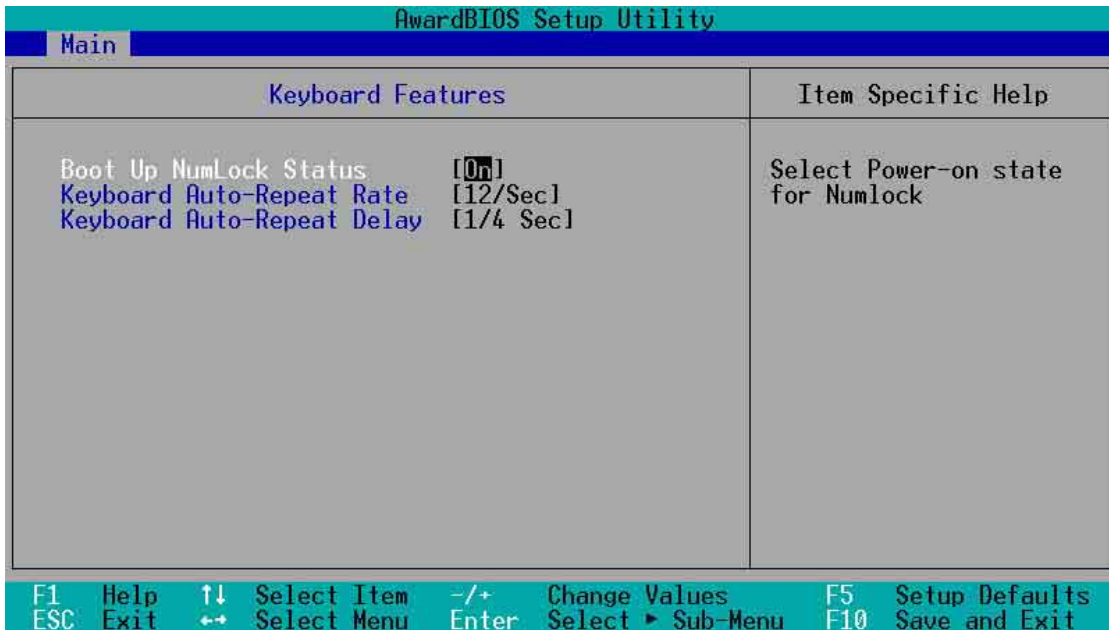 AwardBIOS Setup Utility
Main
Keyboard Features
Item Specific Help
Boot Up NumLock Status [On]
Keyboard Auto-Repeat Rate [12/Sec]
Keyboard Auto-Repeat Delay [1/4 Sec]
Select Power-on state
for Numlock
F1 Help ↑↓ Select Item -/+ Change Values F5 Setup Defaults
ESC Exit ↔ Select Menu Enter Select ► Sub-Menu F10 Save and Exit